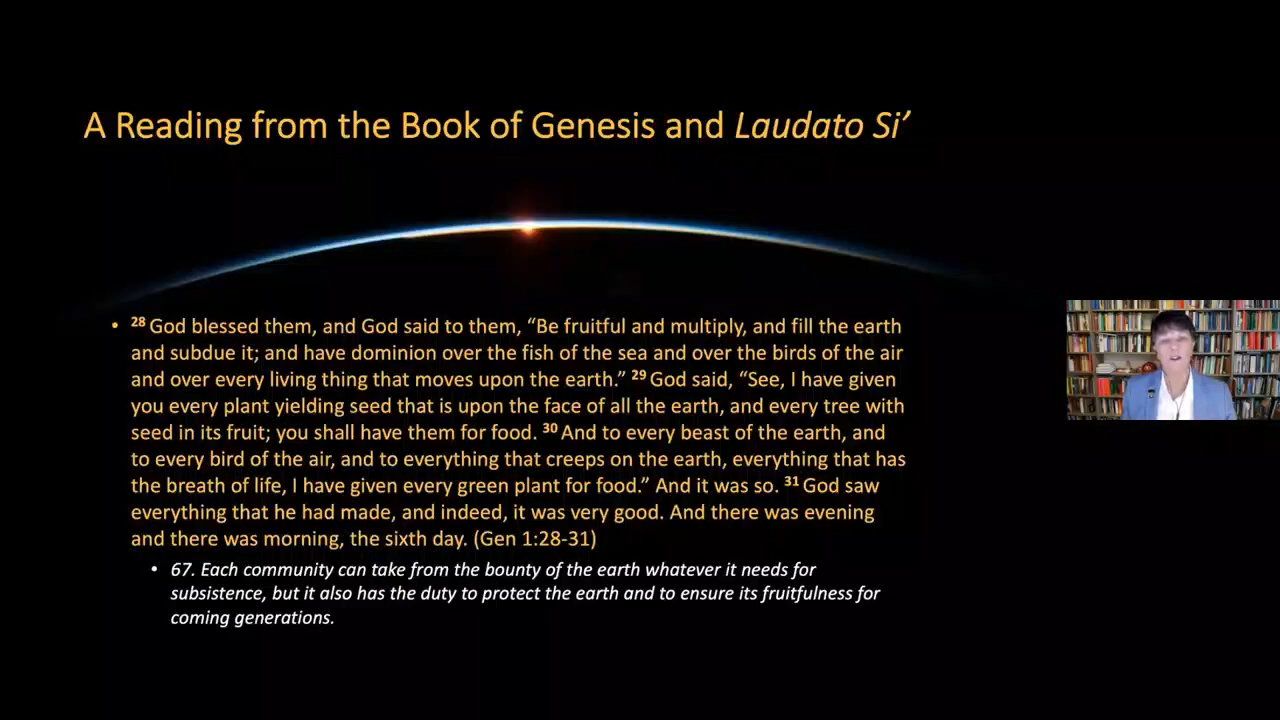 A Reading from the Book of Genesis and Laudato Si’
• ²⁸ God blessed them, and God said to them, “Be fruitful and multiply, and fill the earth
and subdue it; and have dominion over the fish of the sea and over the birds of the air
and over every living thing that moves upon the earth.” ²⁹ God said, “See, I have given
you every plant yielding seed that is upon the face of all the earth, and every tree with
seed in its fruit; you shall have them for food. ³⁰ And to every beast of the earth, and
to every bird of the air, and to everything that creeps on the earth, everything that has
the breath of life, I have given every green plant for food.” And it was so. ³¹ God saw
everything that he had made, and indeed, it was very good. And there was evening
and there was morning, the sixth day. (Gen 1:28-31)
• 67. Each community can take from the bounty of the earth whatever it needs for
subsistence, but it also has the duty to protect the earth and to ensure its fruitfulness for
coming generations.